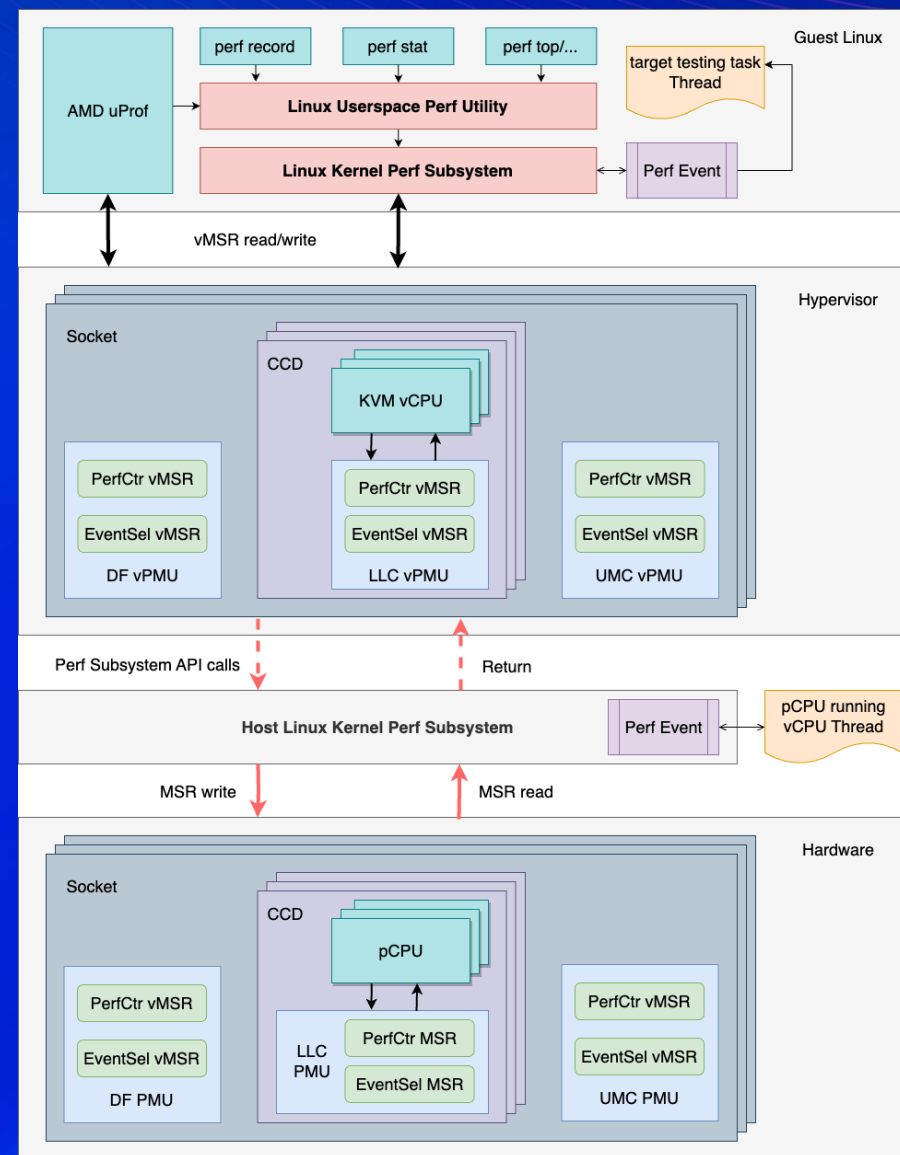 Guest Linux
AMD uProf
perf record
perf stat
perf top/...
target testing task
Thread
Linux Userspace Perf Utility
Linux Kernel Perf Subsystem
Perf Event
vMSR read/write
Hypervisor
Socket
CCD
KVM vCPU
PerfCtr vMSR
EventSel vMSR
DF vPMU
PerfCtr vMSR
EventSel vMSR
LLC vPMU
PerfCtr vMSR
EventSel vMSR
UMC vPMU
Perf Subsystem API calls
Return
Host Linux Kernel Perf Subsystem
Perf Event
pCPU running
vCPU Thread
MSR write
MSR read
Hardware
Socket
CCD
pCPU
PerfCtr vMSR
EventSel vMSR
DF PMU
LLC
PMU
PerfCtr MSR
EventSel MSR
PerfCtr vMSR
EventSel vMSR
UMC PMU